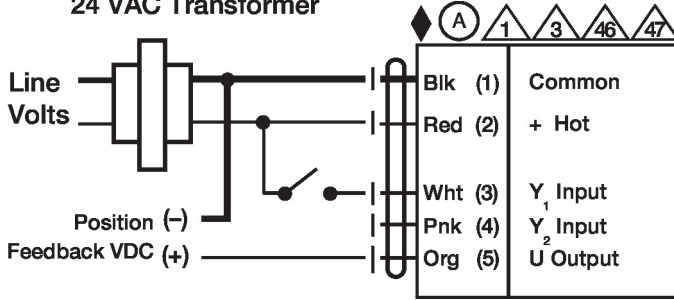 24 VAC Transformer
A 1 3 46 47
Line
Volts
Blk (1) Common
Red (2) + Hot
Wht (3) Y1 Input
Position (–)
Pnk (4) Y2 Input
Feedback VDC (+)
Org (5) U Output